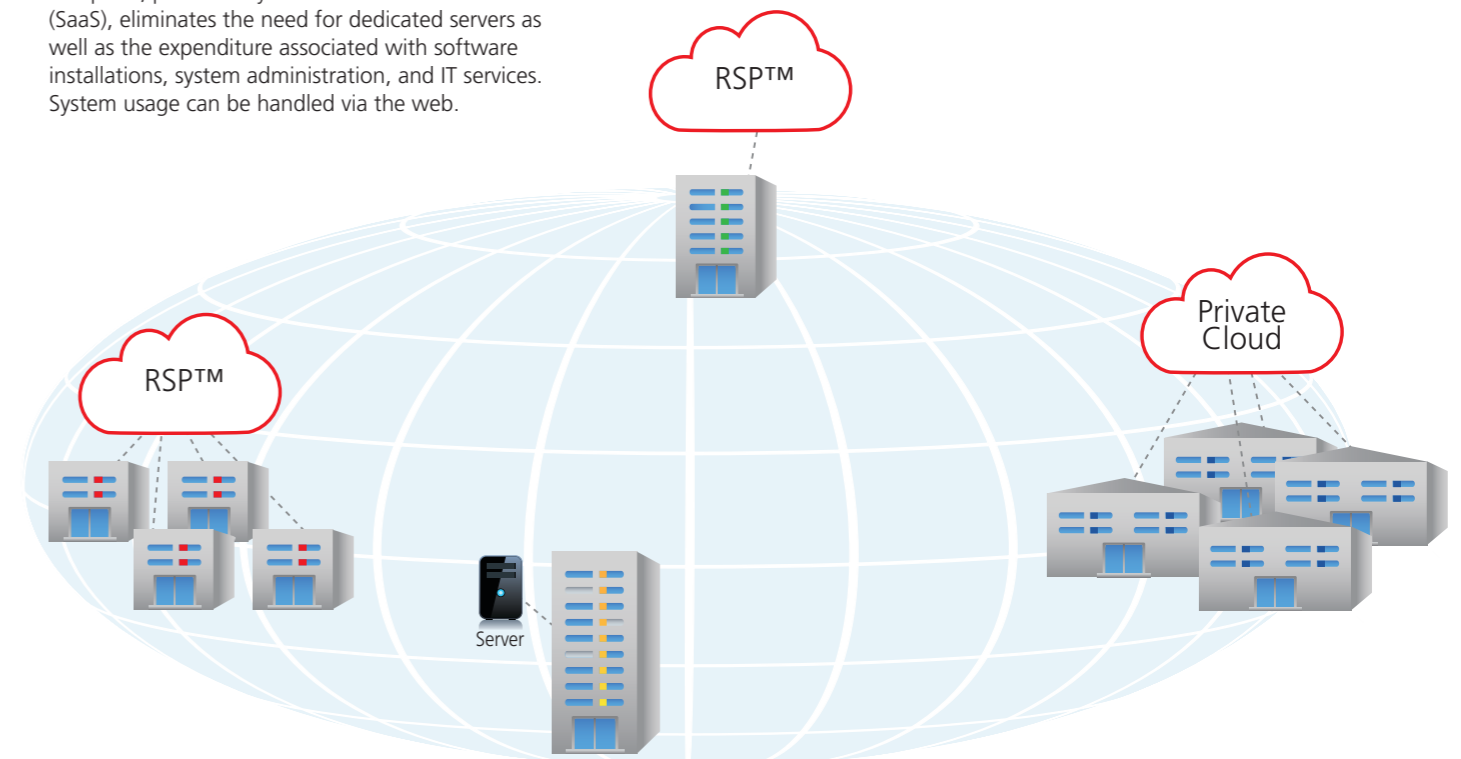 (SaaS), eliminates the need for dedicated servers as
well as the expenditure associated with software
installations, system administration, and IT services.
System usage can be handled via the web.
RSP™
Private
Cloud
RSP™
Server